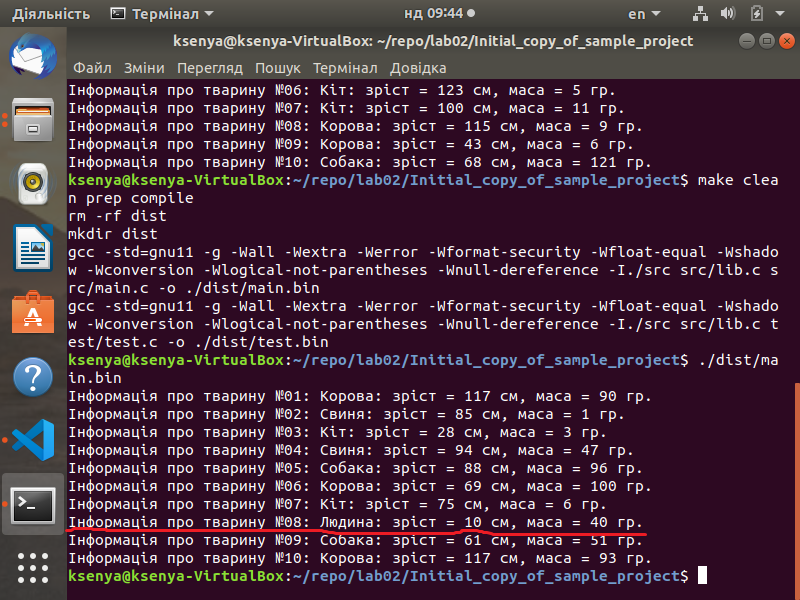 Діяльність
Термінал
нд 09:44
en
ksenya@ksenya-VirtualBox: ~/repo/lab02/Initial_copy_of_sample_project
Файл Зміни Перегляд Пошук Термінал Довідка
Інформація про тварину №06: Кіт: зріст = 123 см, маса = 5 гр.
Інформація про тварину №07: Кіт: зріст = 100 см, маса = 11 гр.
Інформація про тварину №08: Корова: зріст = 115 см, маса = 9 гр.
Інформація про тварину №09: Корова: зріст = 43 см, маса = 6 гр.
Інформація про тварину №10: Собака: зріст = 68 см, маса = 121 гр.
ksenya@ksenya-VirtualBox:~/repo/lab02/Initial_copy_of_sample_project$ make clea
n prep compile
rm -rf dist
mkdir dist
gcc -std=gnu11 -g -Wall -Wextra -Werror -Wformat-security -Wfloat-equal -Wshado
w -Wconversion -Wlogical-not-parentheses -Wnull-dereference -I./src src/lib.c s
rc/main.c -o ./dist/main.bin
gcc -std=gnu11 -g -Wall -Wextra -Werror -Wformat-security -Wfloat-equal -Wshado
w -Wconversion -Wlogical-not-parentheses -Wnull-dereference -I./src src/lib.c t
est/test.c -o ./dist/test.bin
ksenya@ksenya-VirtualBox:~/repo/lab02/Initial_copy_of_sample_project$ ./dist/ma
in.bin
Інформація про тварину №01: Корова: зріст = 117 см, маса = 90 гр.
Інформація про тварину №02: Свиня: зріст = 85 см, маса = 1 гр.
Інформація про тварину №03: Кіт: зріст = 28 см, маса = 3 гр.
Інформація про тварину №04: Свиня: зріст = 94 см, маса = 47 гр.
Інформація про тварину №05: Собака: зріст = 88 см, маса = 96 гр.
Інформація про тварину №06: Корова: зріст = 69 см, маса = 100 гр.
Інформація про тварину №07: Кіт: зріст = 75 см, маса = 6 гр.
Інформація про тварину №08: Людина: зріст = 10 см, маса = 40 гр.
Інформація про тварину №09: Собака: зріст = 61 см, маса = 51 гр.
Інформація про тварину №10: Корова: зріст = 117 см, маса = 93 гр.
ksenya@ksenya-VirtualBox:~/repo/lab02/Initial_copy_of_sample_project$